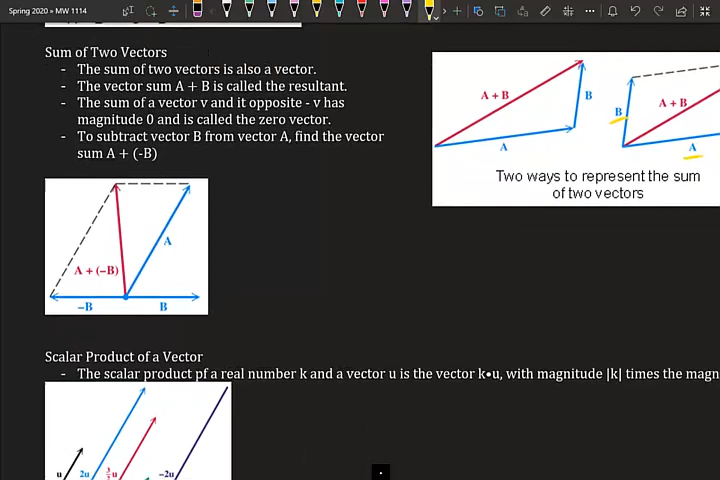 Spring 2020 » MW 1114
Sum of Two Vectors
- The sum of two vectors is also a vector.
- The vector sum A + B is called the resultant.
- The sum of a vector v and it opposite - v has
magnitude 0 and is called the zero vector.
- To subtract vector B from vector A, find the vector
sum A + (-B)
A + B
B
A
B
A + B
A
Two ways to represent the sum
of two vectors
A
A + (–B)
–B
B
Scalar Product of a Vector
- The scalar product pf a real number k and a vector u is the vector k•u, with magnitude |k| times the magn
u
2u
3/2 u
–2u